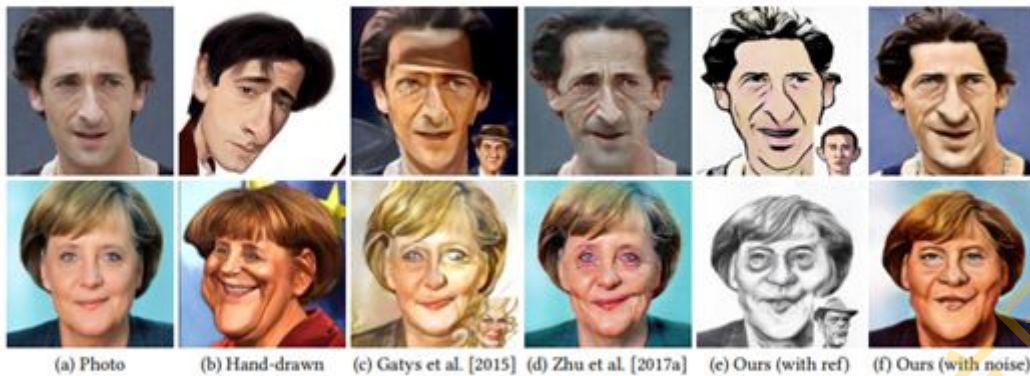 (a) Photo (b) Hand-drawn (c) Gatys et al. [2015] (d) Zhu et al. [2017a] (e) Ours (with ref) (f) Ours (with noise)